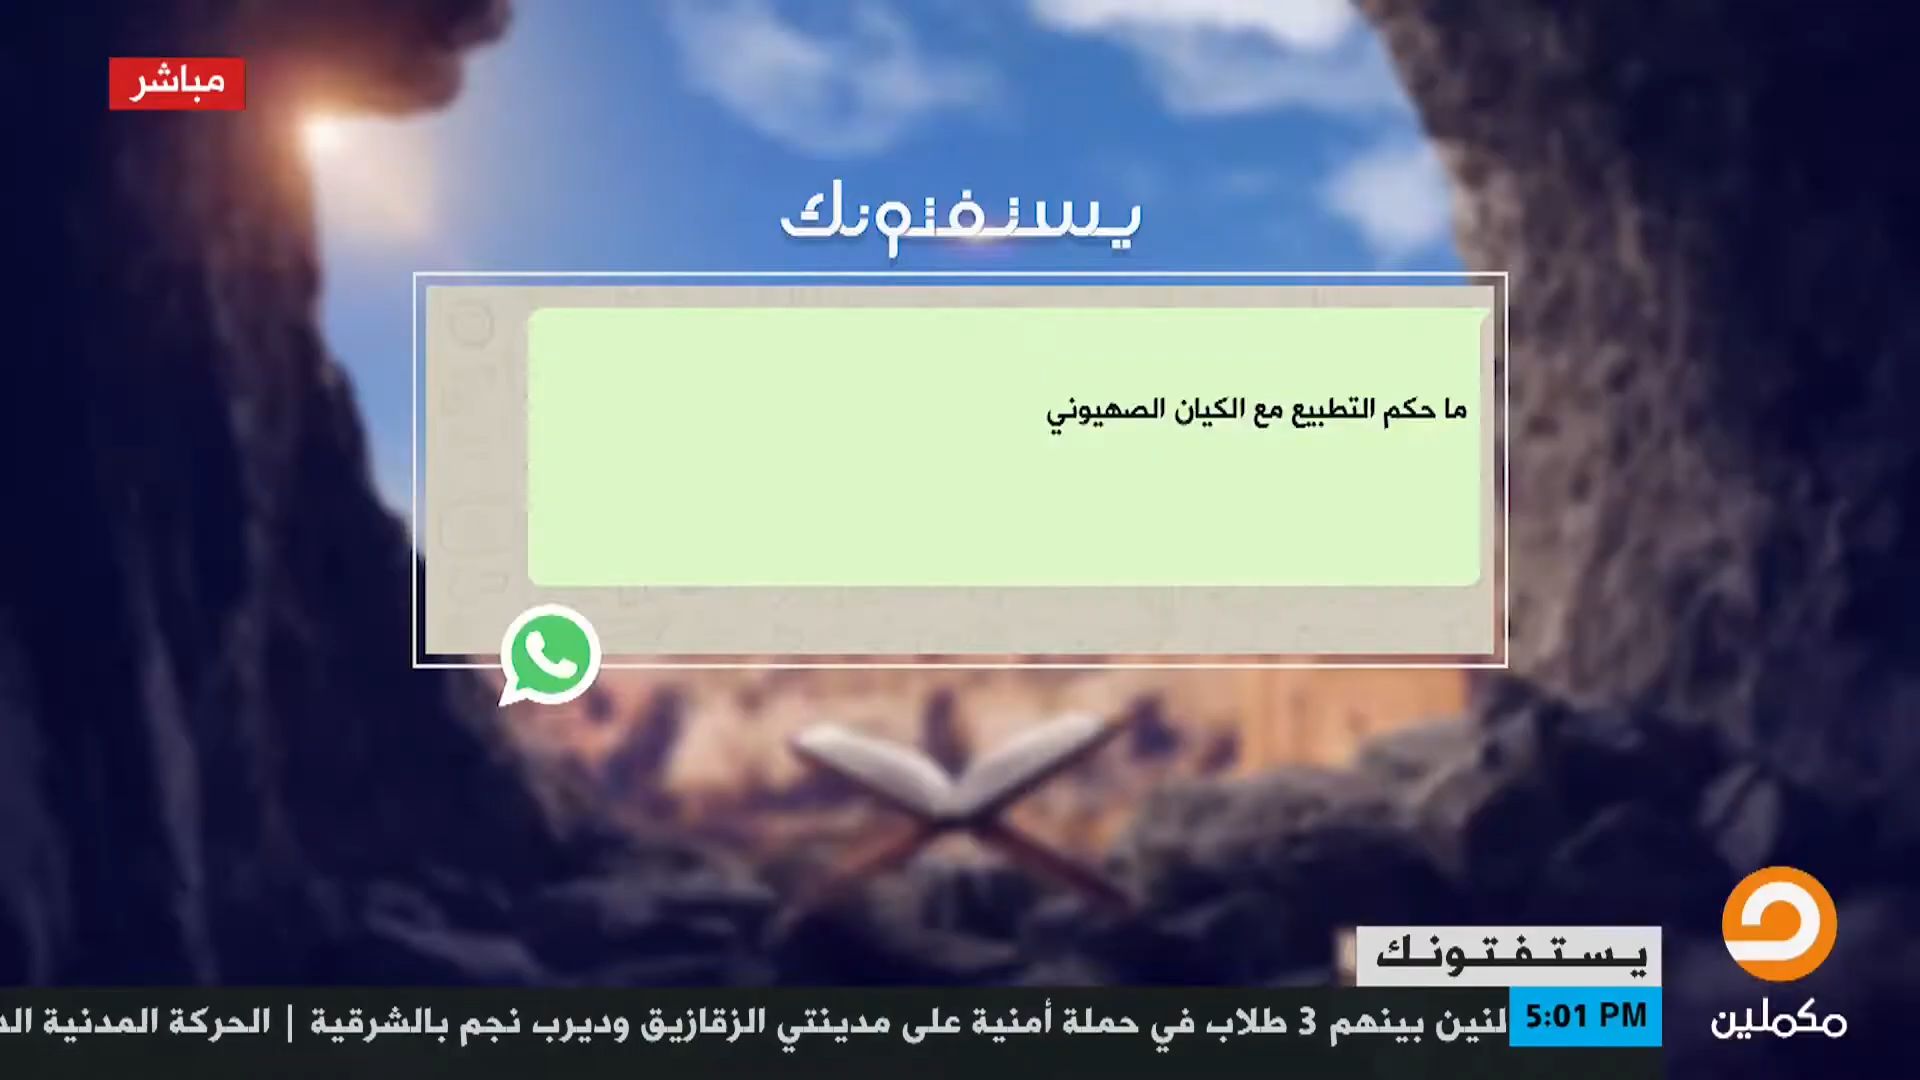 مباشر
يستفتونك
ما حكم التطبيع مع الكيان الصهيوني
يستفتونك
5:01 PM
لنين بينهم 3 طلاب في حملة أمنية على مدينتي الزقازيق وديرب نجم بالشرقية | الحركة المدنية
مكملين